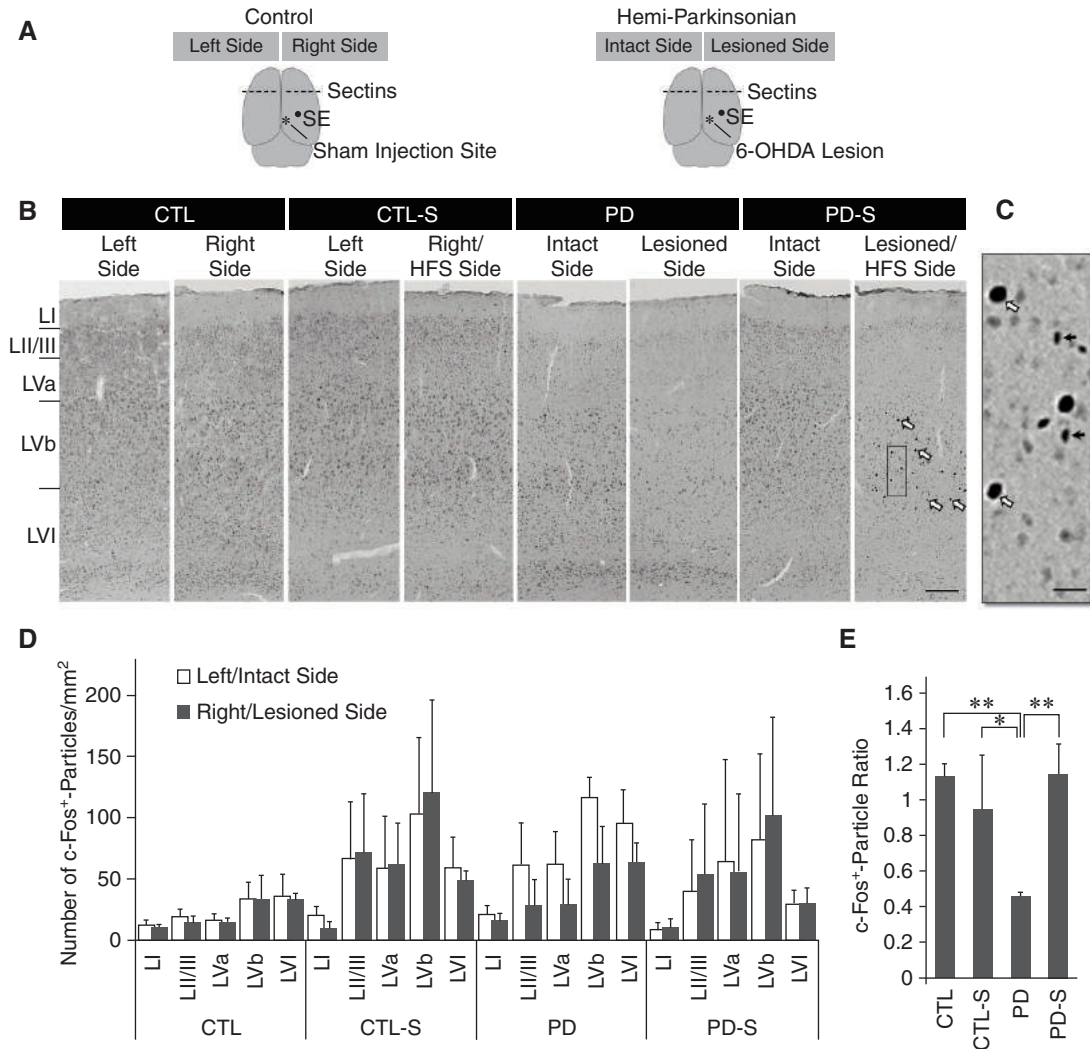 A
Control
Left Side Right Side
Sectins
*
SE
Sham Injection Site
Hemi-Parkinsonian
Intact Side Lesioned Side
Sectins
*
SE
6-OHDA Lesion
B
CTL CTL-S PD PD-S
Left Side
Right Side
Left Side
Right/ HFS Side
Intact Side
Lesioned Side
Intact Side
Lesioned/ HFS Side
LI
LII/III
LVa
LVb
LVI
C
D
Number of c-Fos+-Particles/mm2
200
150
100
50
0
Left/Intact Side
Right/Lesioned Side
LI LII/III LVa LVb LVI LI LII/III LVa LVb LVI LI LII/III LVa LVb LVI LI LII/III LVa LVb LVI
CTL CTL-S PD PD-S
E
c-Fos+-Particle Ratio
1.6
1.4
1.2
1
0.8
0.6
0.4
0.2
0
** * **
CTL CTL-S PD PD-S